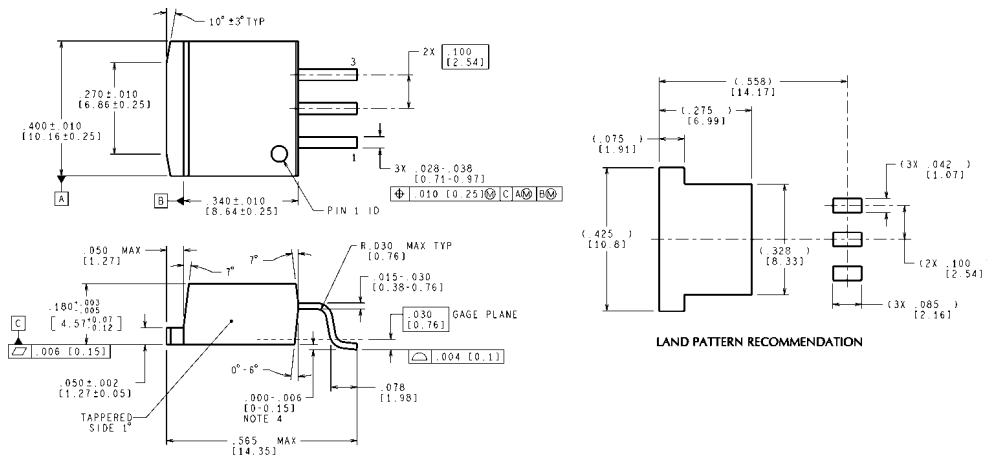 10° ±3° TYP
.270±.010
[6.86±0.25]
.400±.010
[10.16±0.25]
A
B
.340±.010
[8.64±0.25]
PIN 1 ID
3
1
2X .100
[2.54]
3X .028-.038
[0.71-0.97]
⌖ .010 [0.25]Ⓜ C AⓂ BⓂ
.050 MAX
[1.27]
7°
7°
R.030 MAX TYP
[0.76]
.015-.030
[0.38-0.76]
.180+.003 -.005
[4.57+0.07 -0.12]
C
▱ .006 [0.15]
.030
[0.76]
GAGE PLANE
⌓ .004 [0.1]
.050±.002
[1.27±0.05]
0°-6°
.000-.006
[0-0.15]
NOTE 4
.078
[1.98]
TAPPERED
SIDE 1°
.565 MAX
[14.35]
(.558)
[14.17]
(.275 )
[6.99]
(.075 )
[1.91]
(3X .042 )
[1.07]
(.425 )
[10.8]
(.328 )
[8.33]
(2X .100 )
[2.54]
(3X .085 )
[2.16]
LAND PATTERN RECOMMENDATION